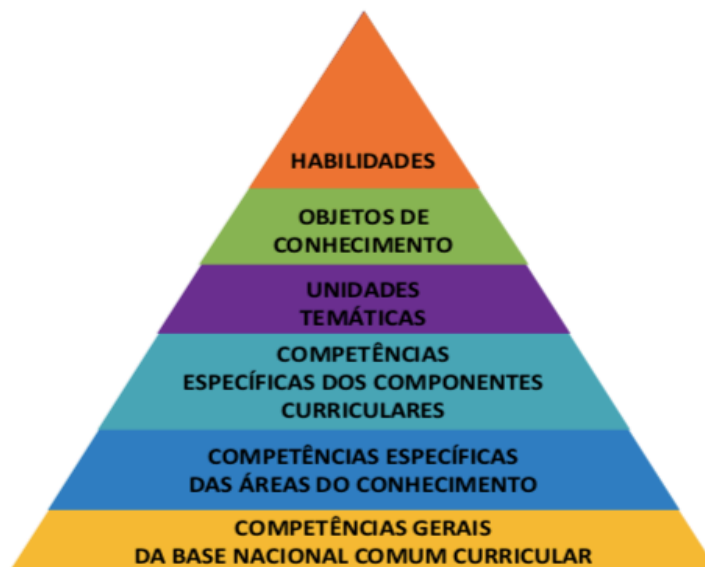 HABILIDADES
OBJETOS DE
CONHECIMENTO
UNIDADES
TEMÁTICAS
COMPETÊNCIAS
ESPECÍFICAS DOS COMPONENTES
CURRICULARES
COMPETÊNCIAS ESPECÍFICAS
DAS ÁREAS DO CONHECIMENTO
COMPETÊNCIAS GERAIS
DA BASE NACIONAL COMUM CURRICULAR